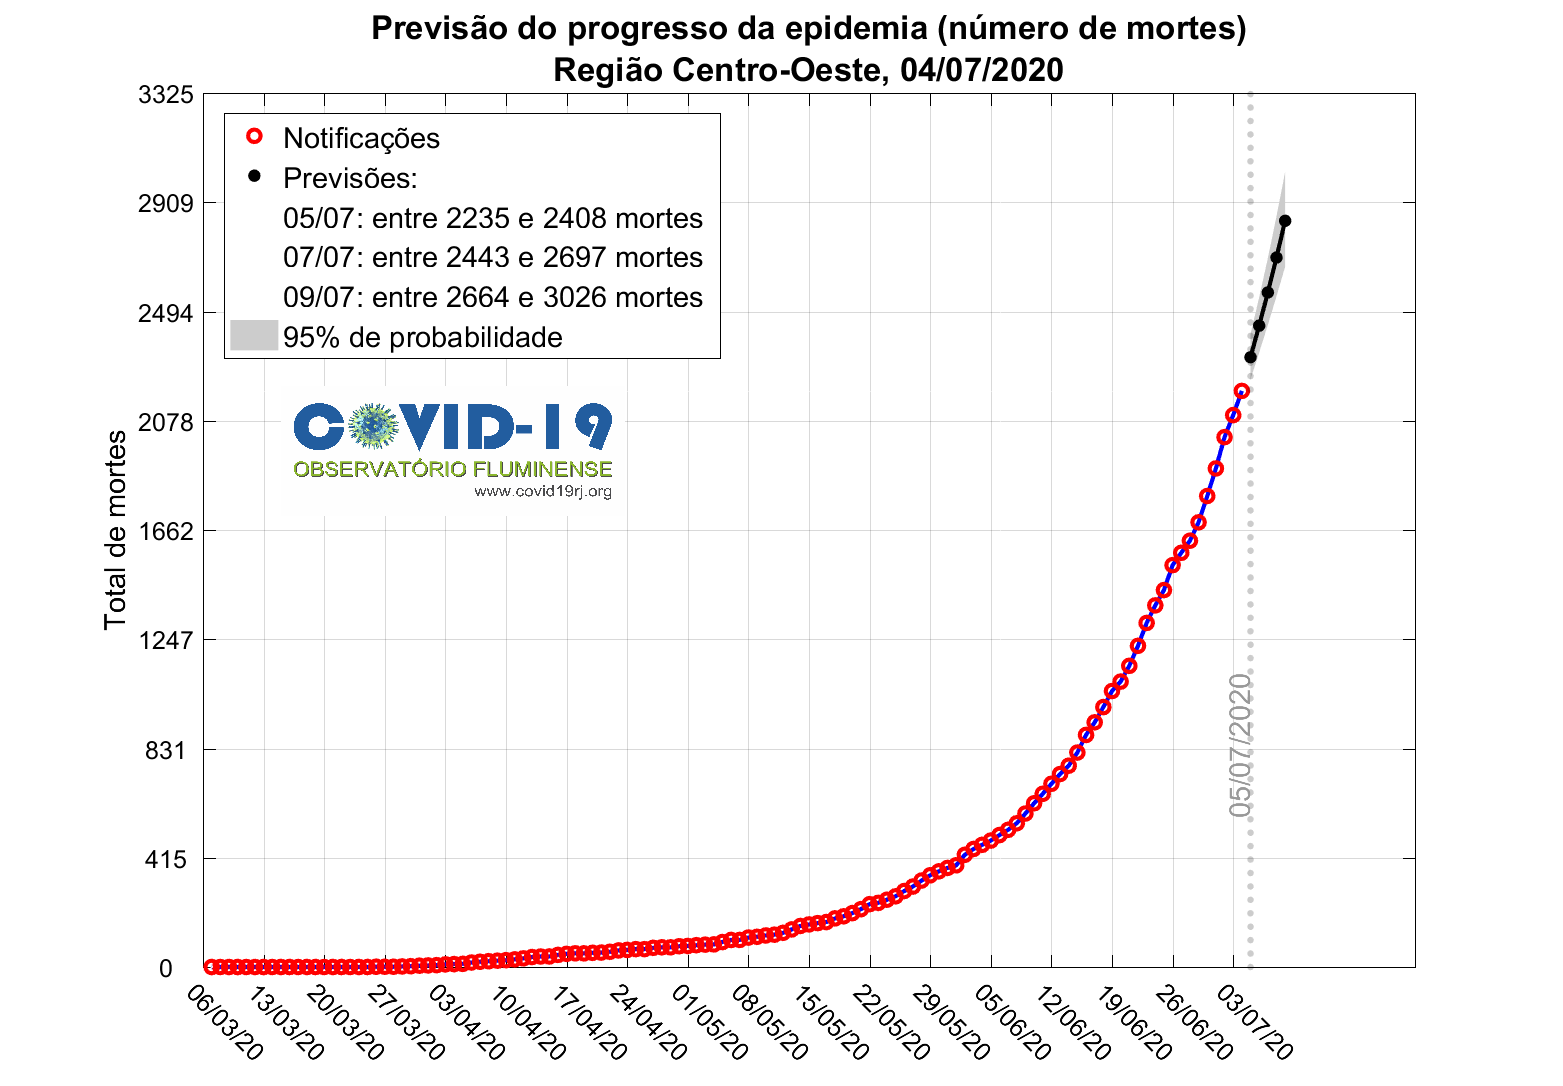 Previsão do progresso da epidemia (número de mortes)
Região Centro-Oeste, 04/07/2020
Notificações
Previsões:
05/07: entre 2235 e 2408 mortes
07/07: entre 2443 e 2697 mortes
09/07: entre 2664 e 3026 mortes
95% de probabilidade
COVID-19
OBSERVATÓRIO FLUMINENSE
www.covid19rj.org
Total de mortes
3325
2909
2494
2078
1662
1247
831
415
0
05/07/2020
06/03/20
13/03/20
20/03/20
27/03/20
03/04/20
10/04/20
17/04/20
24/04/20
01/05/20
08/05/20
15/05/20
22/05/20
29/05/20
05/06/20
12/06/20
19/06/20
26/06/20
03/07/20